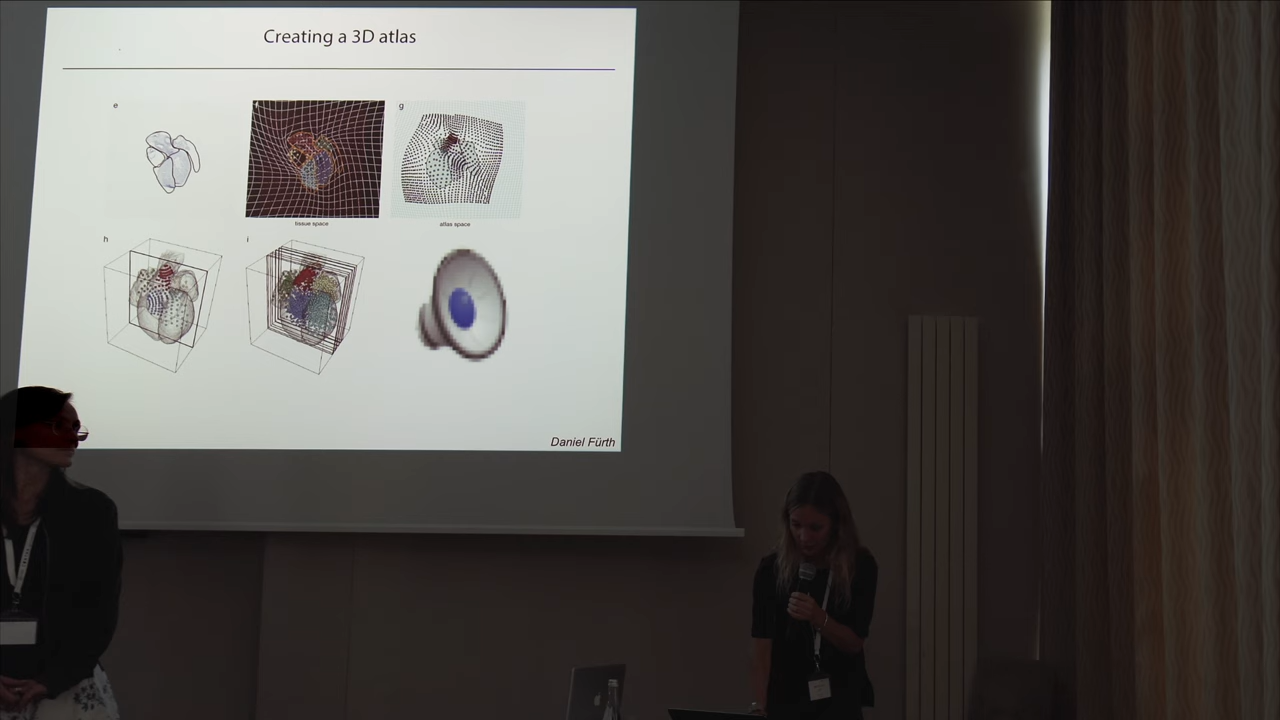 Creating a 3D atlas
e
g
tissue space
atlas space
h
i
Daniel Fürth